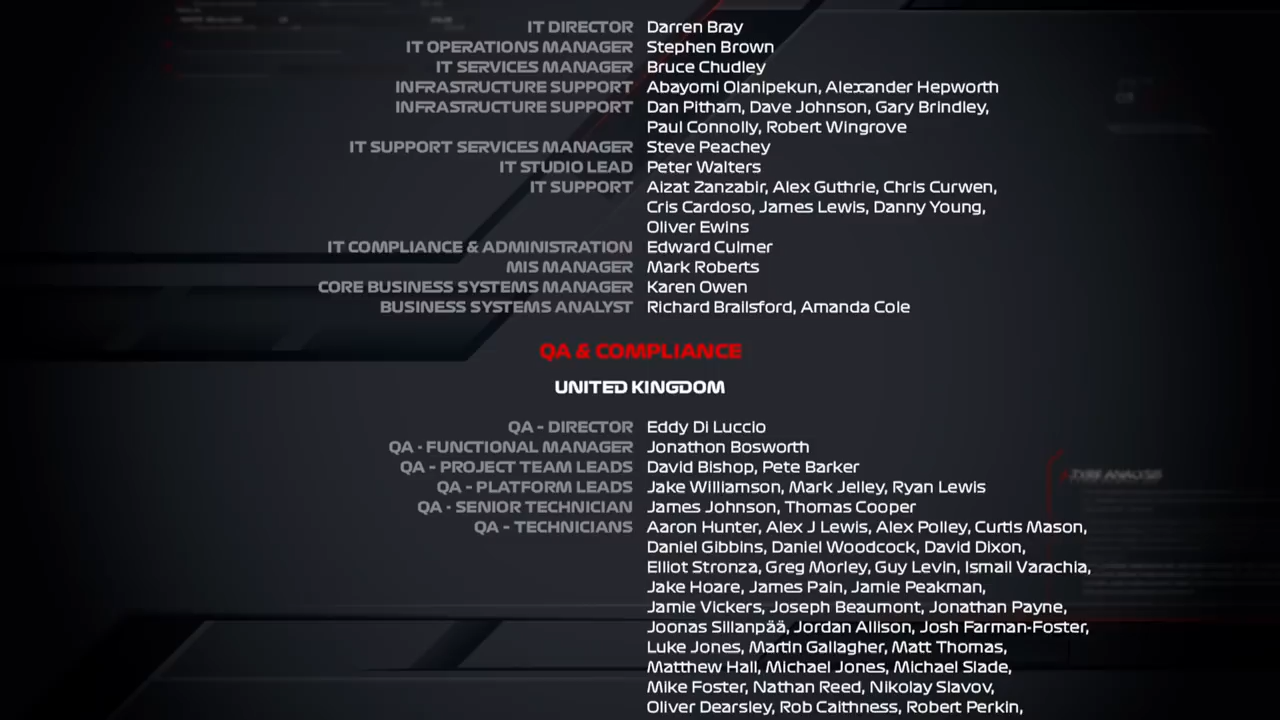 IT DIRECTOR Darren Bray
IT OPERATIONS MANAGER Stephen Brown
IT SERVICES MANAGER Bruce Chudley
INFRASTRUCTURE SUPPORT Abayomi Olanipekun, Alexander Hepworth
INFRASTRUCTURE SUPPORT Dan Pitham, Dave Johnson, Gary Brindley,
Paul Connolly, Robert Wingrove
IT SUPPORT SERVICES MANAGER Steve Peachey
IT STUDIO LEAD Peter Walters
IT SUPPORT Aizat Zanzabir, Alex Guthrie, Chris Curwen,
Cris Cardoso, James Lewis, Danny Young,
Oliver Ewins
IT COMPLIANCE & ADMINISTRATION Edward Culmer
MIS MANAGER Mark Roberts
CORE BUSINESS SYSTEMS MANAGER Karen Owen
BUSINESS SYSTEMS ANALYST Richard Brailsford, Amanda Cole
QA & COMPLIANCE
UNITED KINGDOM
QA - DIRECTOR Eddy Di Luccio
QA - FUNCTIONAL MANAGER Jonathon Bosworth
QA - PROJECT TEAM LEADS David Bishop, Pete Barker
QA - PLATFORM LEADS Jake Williamson, Mark Jelley, Ryan Lewis
QA - SENIOR TECHNICIAN James Johnson, Thomas Cooper
QA - TECHNICIANS Aaron Hunter, Alex J Lewis, Alex Polley, Curtis Mason,
Daniel Gibbins, Daniel Woodcock, David Dixon,
Elliot Stronza, Greg Morley, Guy Levin, Ismail Varachia,
Jake Hoare, James Pain, Jamie Peakman,
Jamie Vickers, Joseph Beaumont, Jonathan Payne,
Joonas Sillanpää, Jordan Allison, Josh Farman-Foster,
Luke Jones, Martin Gallagher, Matt Thomas,
Matthew Hall, Michael Jones, Michael Slade,
Mike Foster, Nathan Reed, Nikolay Slavov,
Oliver Dearsley, Rob Caithness, Robert Perkin,
TYRE ANALYSIS